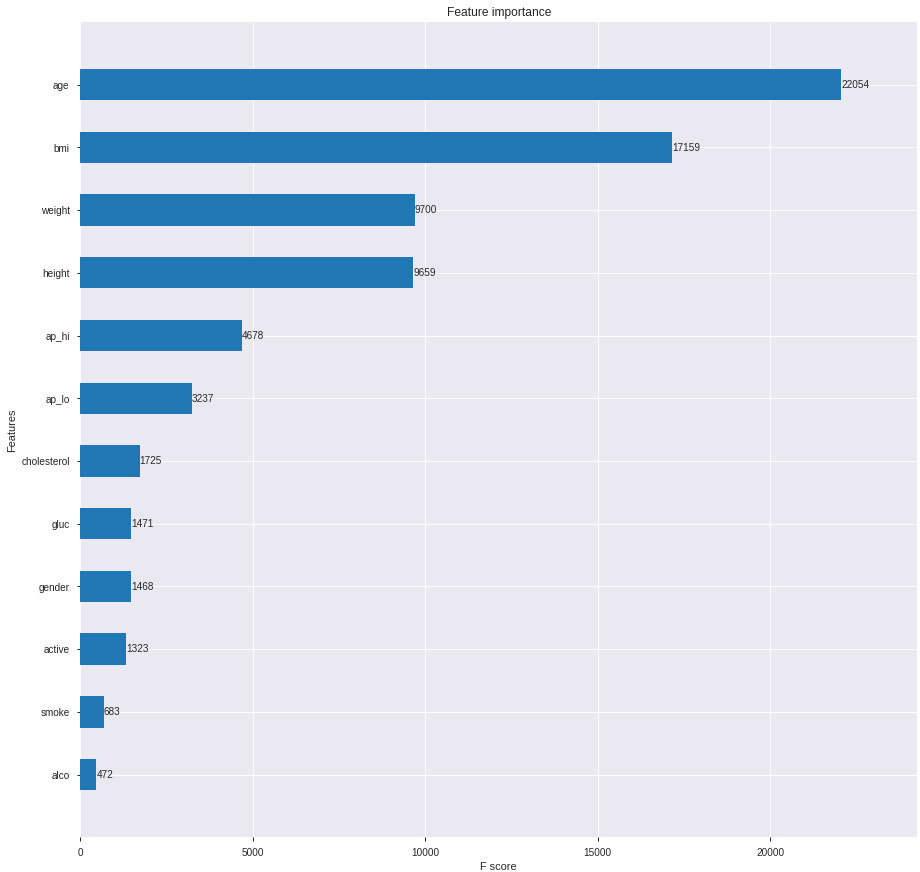 Feature importance
age 22054
bmi 17159
weight 9700
height 9659
ap_hi 4678
ap_lo 3237
cholesterol 1725
gluc 1471
gender 1468
active 1323
smoke 683
alco 472
Features
0 5000 10000 15000 20000
F score